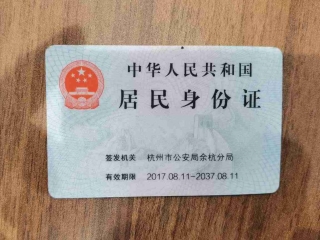 中华人民共和国
居民身份证
签发机关 杭州市公安局余杭分局
有效期限 2017.08.11-2037.08.11